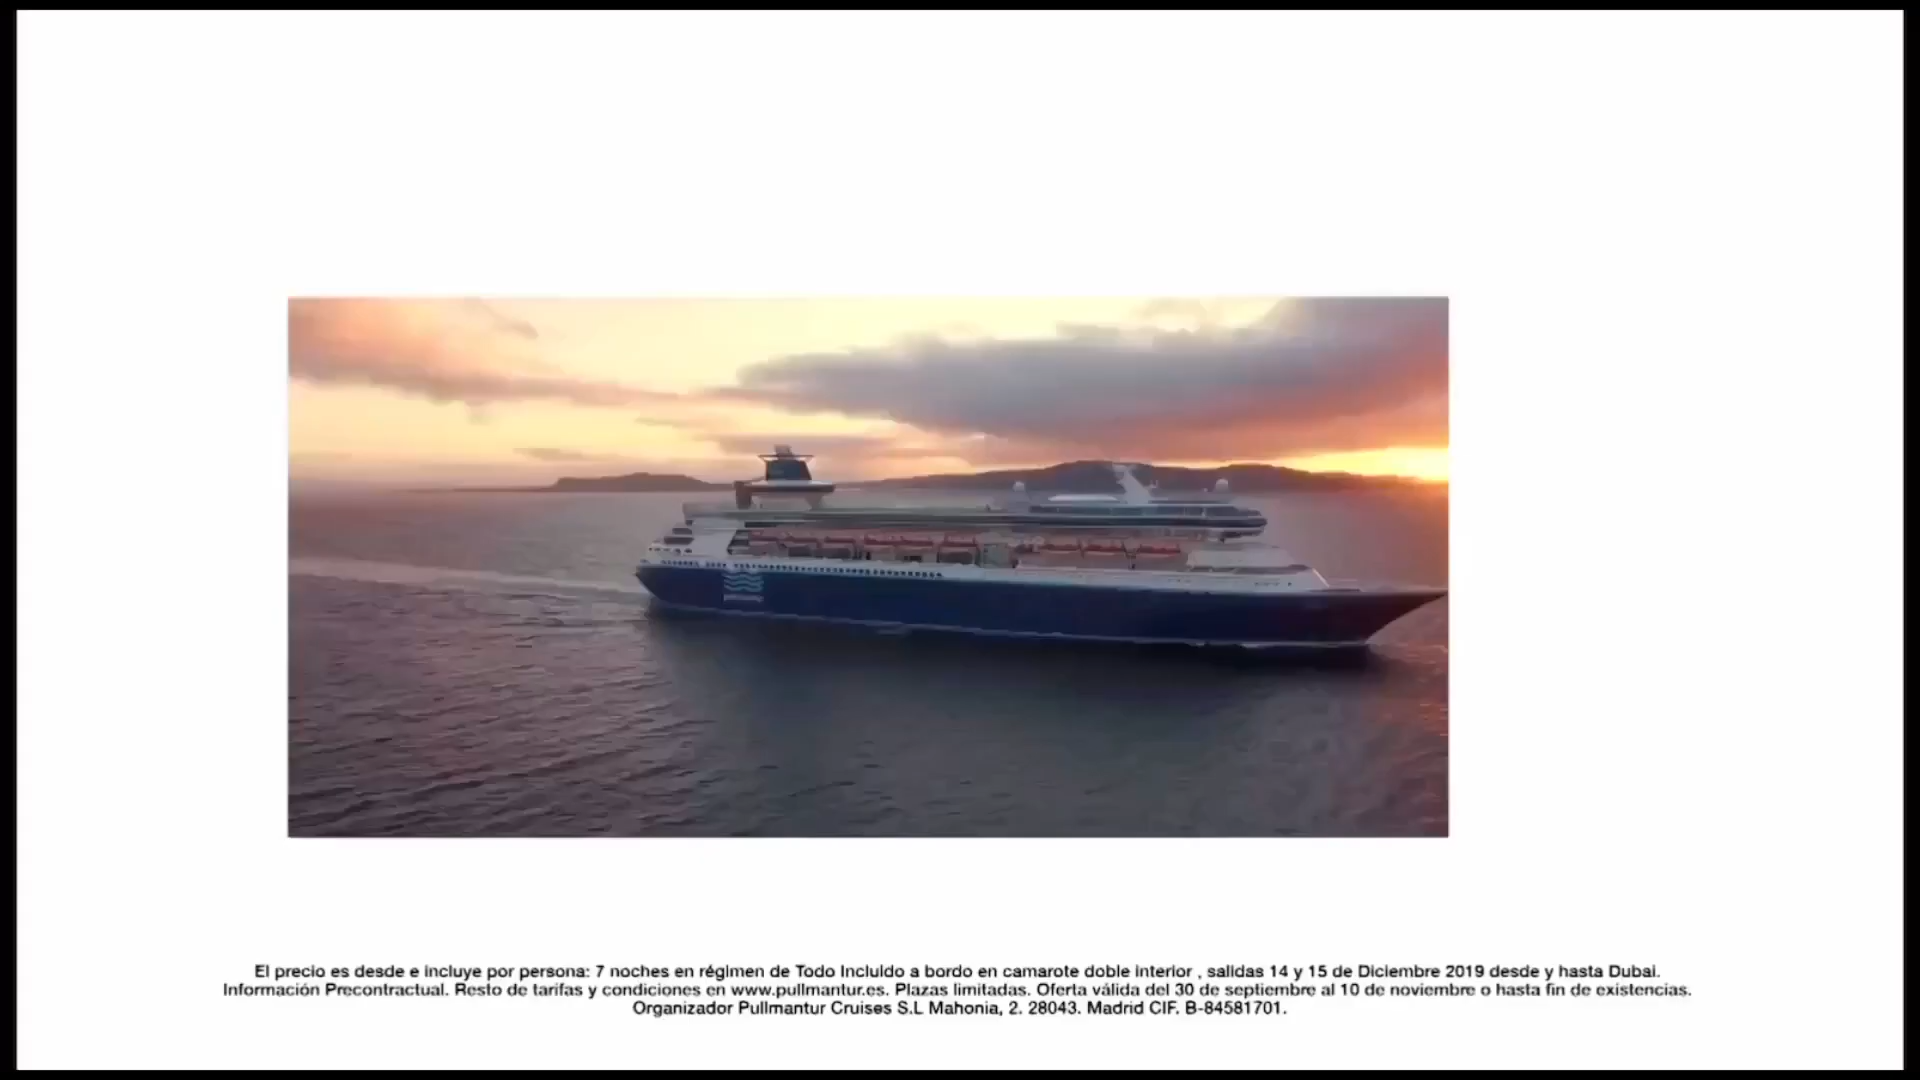 El precio es desde e incluye por persona: 7 noches en régimen de Todo Incluido a bordo en camarote doble interior , salidas 14 y 15 de Diciembre 2019 desde y hasta Dubai.
Información Precontractual. Resto de tarifas y condiciones en www.pullmantur.es. Plazas limitadas. Oferta válida del 30 de septiembre al 10 de noviembre o hasta fin de existencias.
Organizador Pullmantur Cruises S.L Mahonia, 2. 28043. Madrid CIF. B-84581701.